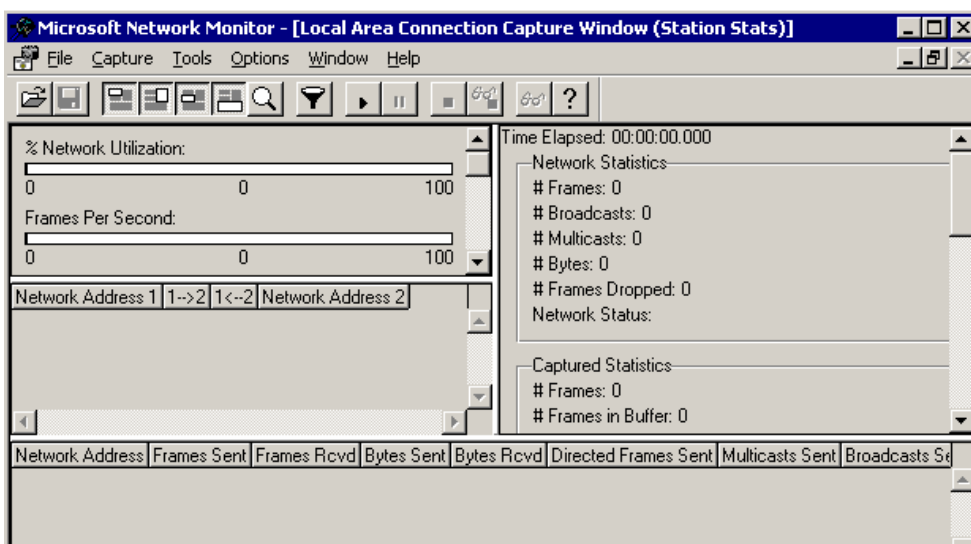 Microsoft Network Monitor - [Local Area Connection Capture Window (Station Stats)]
File Capture Tools Options Window Help
?
% Network Utilization:
0 0 100
Frames Per Second:
0 0 100
Network Address 1 1-->2 1<--2 Network Address 2
Time Elapsed: 00:00:00.000
Network Statistics
# Frames: 0
# Broadcasts: 0
# Multicasts: 0
# Bytes: 0
# Frames Dropped: 0
Network Status:
Captured Statistics
# Frames: 0
# Frames in Buffer: 0
Network Address Frames Sent Frames Rcvd Bytes Sent Bytes Rcvd Directed Frames Sent Multicasts Sent Broadcasts Se